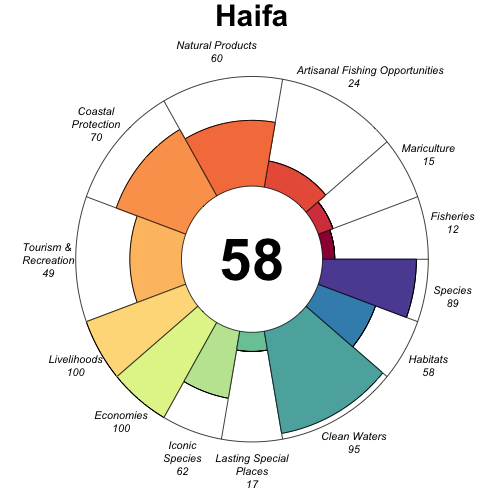 Haifa
Natural Products
60
Artisanal Fishing Opportunities
24
Coastal
Protection
70
Mariculture
15
Fisheries
12
Tourism &
Recreation
49
58
Species
89
Livelihoods
100
Habitats
58
Economies
100
Clean Waters
95
Iconic
Species
62
Lasting Special
Places
17